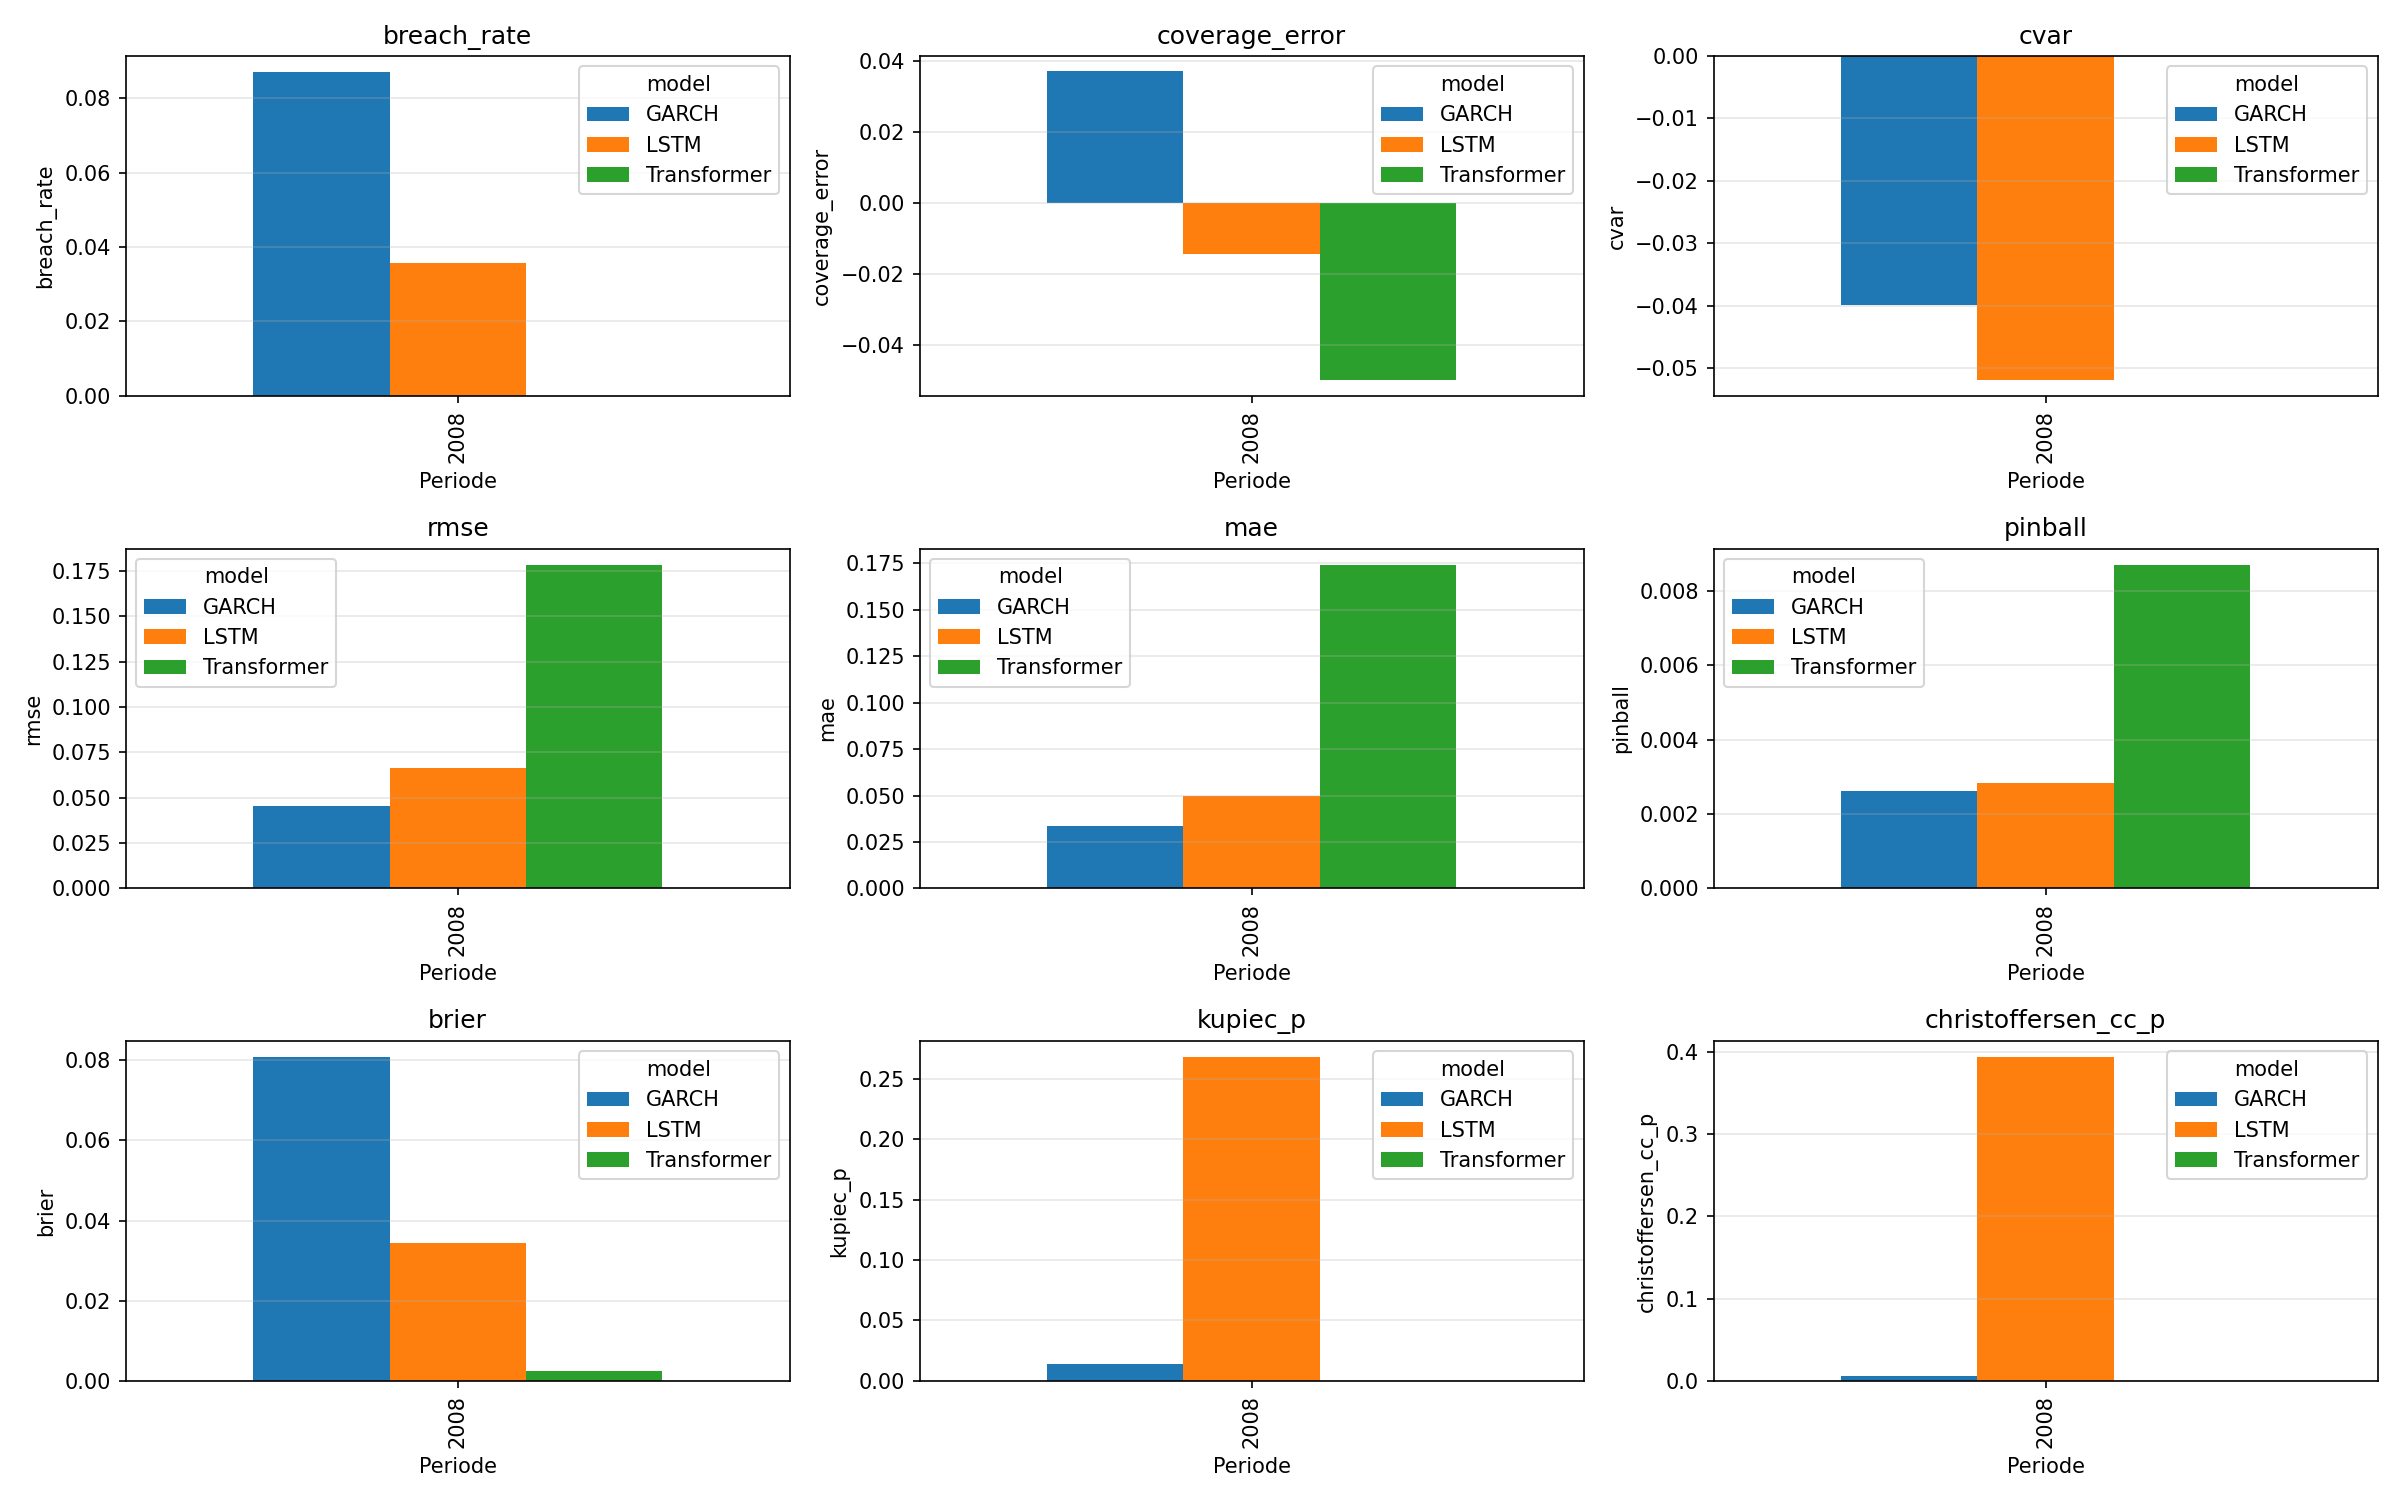 breach_rate
breach_rate
0.08
0.06
0.04
0.02
0.00
model
GARCH
LSTM
Transformer
2008
Periode
coverage_error
coverage_error
0.04
0.02
0.00
−0.02
−0.04
model
GARCH
LSTM
Transformer
2008
Periode
cvar
cvar
0.00
−0.01
−0.02
−0.03
−0.04
−0.05
model
GARCH
LSTM
Transformer
2008
Periode
rmse
rmse
0.175
0.150
0.125
0.100
0.075
0.050
0.025
0.000
model
GARCH
LSTM
Transformer
2008
Periode
mae
mae
0.175
0.150
0.125
0.100
0.075
0.050
0.025
0.000
model
GARCH
LSTM
Transformer
2008
Periode
pinball
pinball
0.008
0.006
0.004
0.002
0.000
model
GARCH
LSTM
Transformer
2008
Periode
brier
brier
0.08
0.06
0.04
0.02
0.00
model
GARCH
LSTM
Transformer
2008
Periode
kupiec_p
kupiec_p
0.25
0.20
0.15
0.10
0.05
0.00
model
GARCH
LSTM
Transformer
2008
Periode
christoffersen_cc_p
christoffersen_cc_p
0.4
0.3
0.2
0.1
0.0
model
GARCH
LSTM
Transformer
2008
Periode